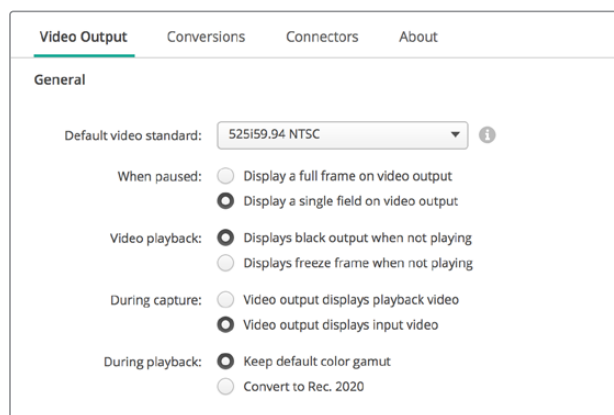 Video Output Conversions Connectors About
General
Default video standard: 525i59.94 NTSC
When paused: Display a full frame on video output
Display a single field on video output
Video playback: Displays black output when not playing
Displays freeze frame when not playing
During capture: Video output displays playback video
Video output displays input video
During playback: Keep default color gamut
Convert to Rec. 2020